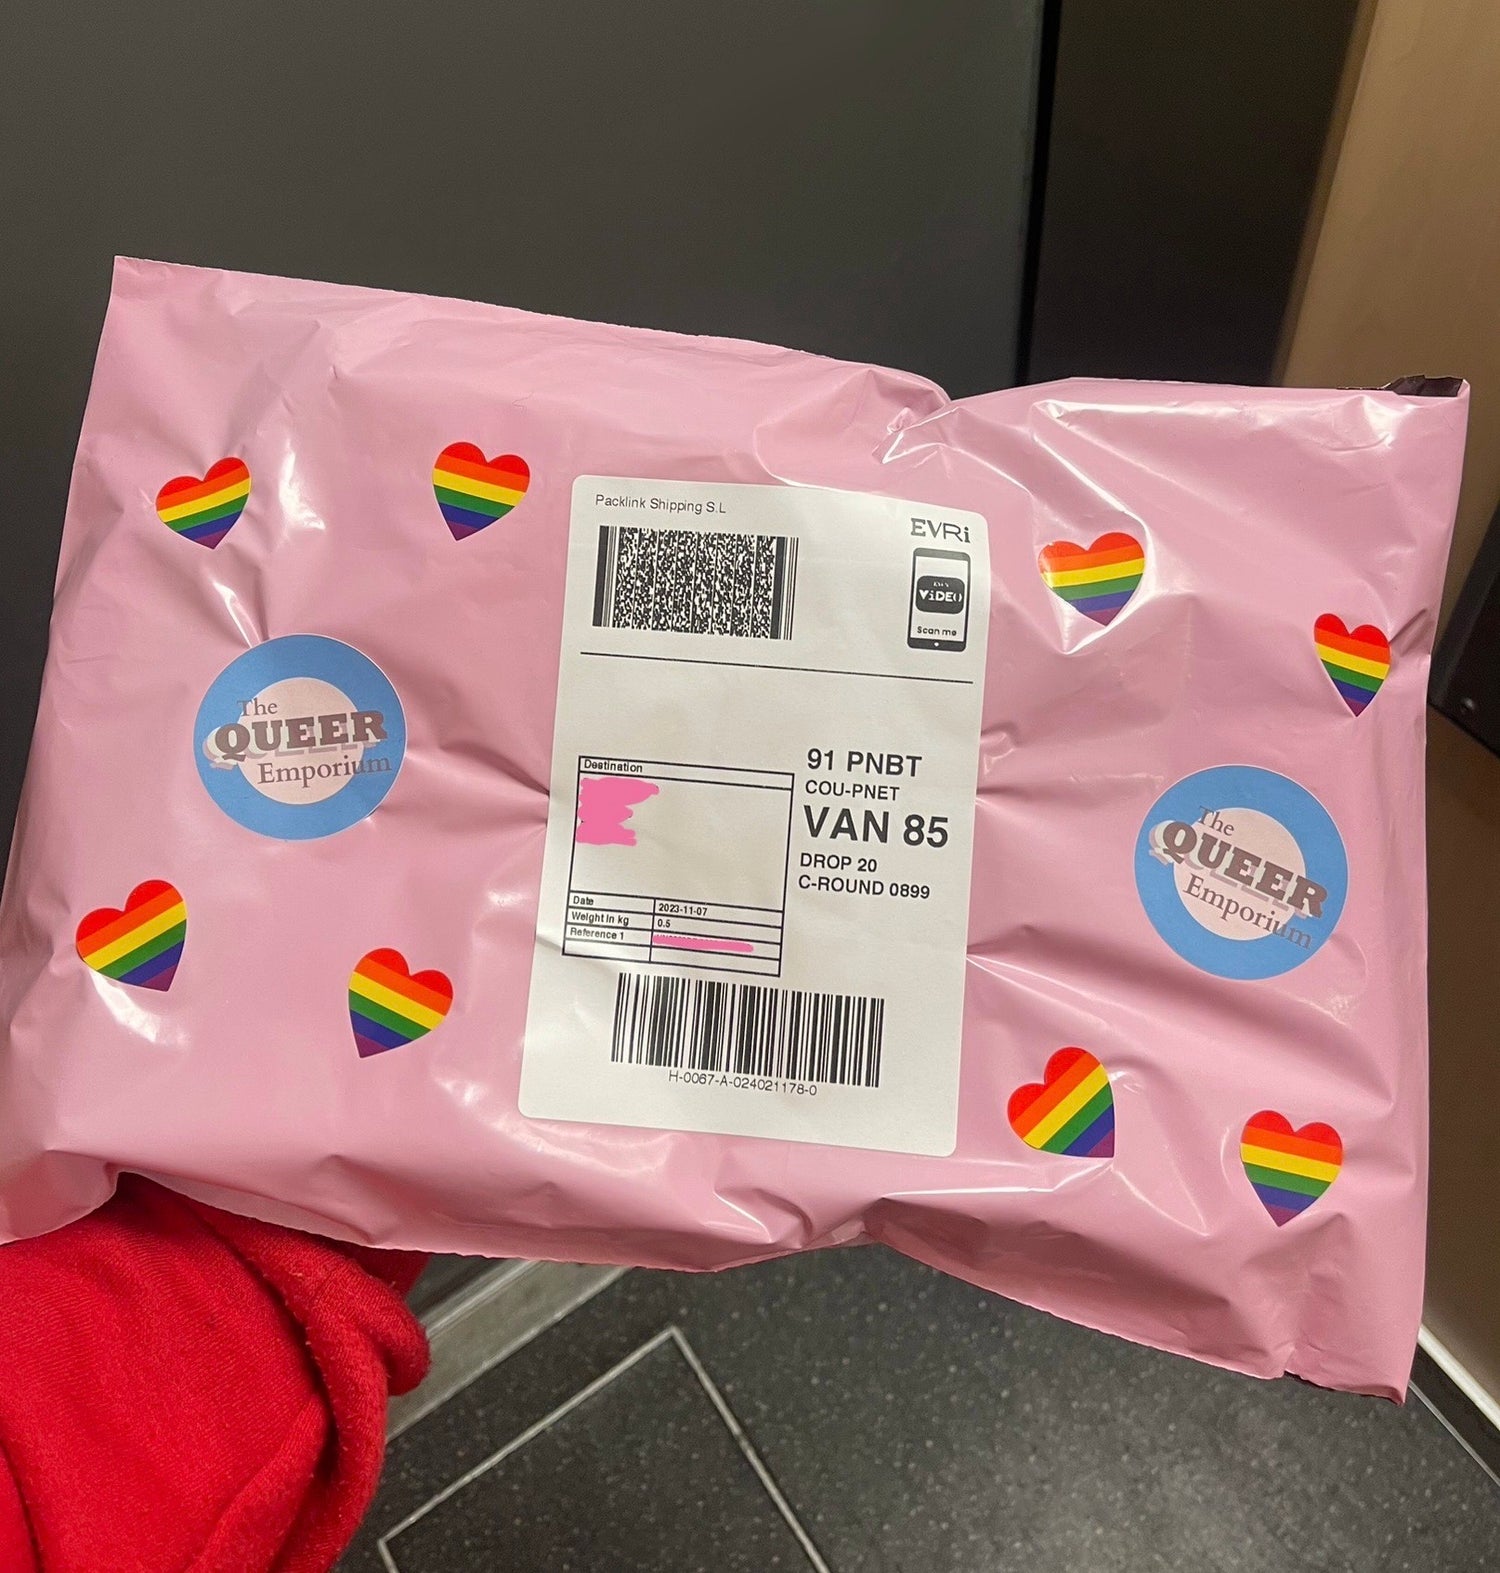 Packlink Shipping S.L
EVRi
ViDEO
Scan me
The
QUEER
Emporium
Destination
91 PNBT
COU-PNET
VAN 85
DROP 20
C-ROUND 0899
Date 2023-11-07
Weight in kg 0.5
Reference 1
H-0067-A-024021178-0
The
QUEER
Emporium